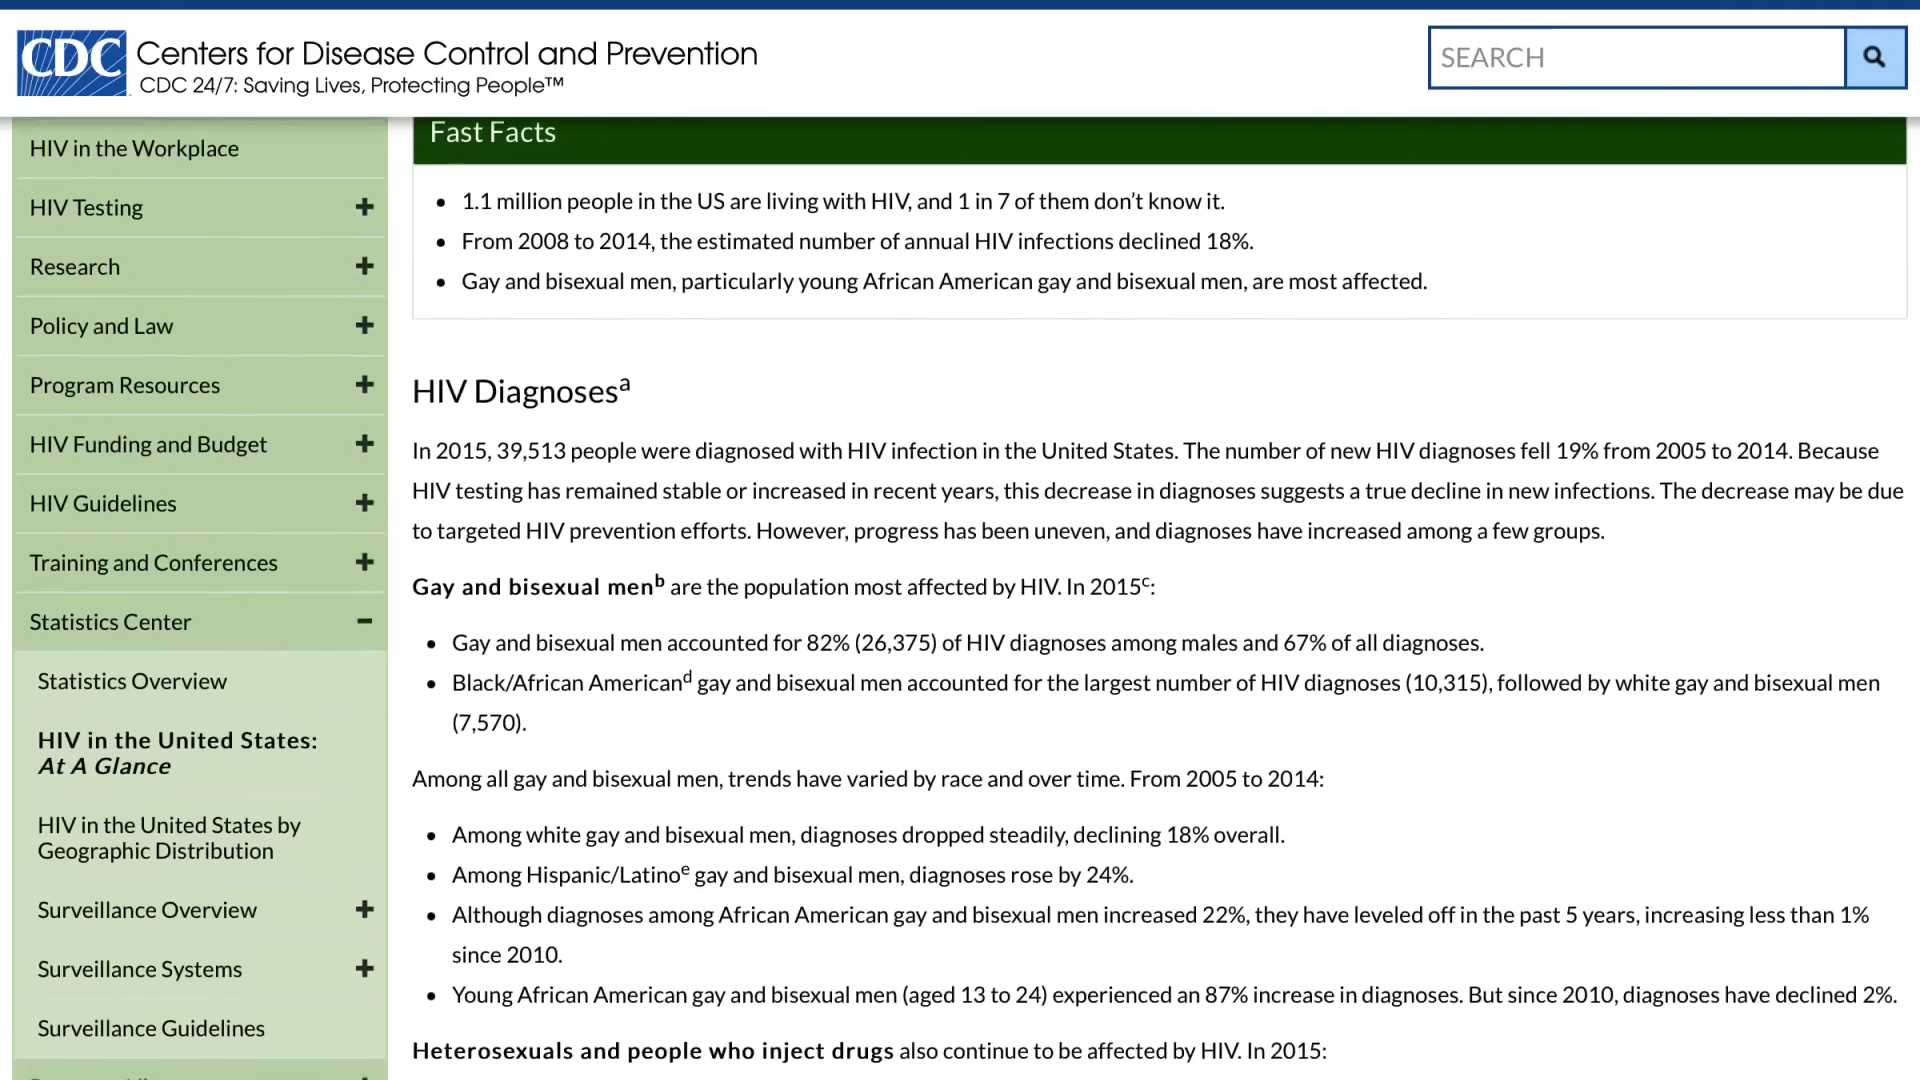 CDC
Centers for Disease Control and Prevention
CDC 24/7: Saving Lives, Protecting People™
SEARCH
HIV in the Workplace
HIV Testing
Research
Policy and Law
Program Resources
HIV Funding and Budget
HIV Guidelines
Training and Conferences
Statistics Center
Statistics Overview
HIV in the United States:
At A Glance
HIV in the United States by
Geographic Distribution
Surveillance Overview
Surveillance Systems
Surveillance Guidelines
Fast Facts
• 1.1 million people in the US are living with HIV, and 1 in 7 of them don’t know it.
• From 2008 to 2014, the estimated number of annual HIV infections declined 18%.
• Gay and bisexual men, particularly young African American gay and bisexual men, are most affected.
HIV Diagnosesᵃ
In 2015, 39,513 people were diagnosed with HIV infection in the United States. The number of new HIV diagnoses fell 19% from 2005 to 2014. Because
HIV testing has remained stable or increased in recent years, this decrease in diagnoses suggests a true decline in new infections. The decrease may be due
to targeted HIV prevention efforts. However, progress has been uneven, and diagnoses have increased among a few groups.
Gay and bisexual menᵇ are the population most affected by HIV. In 2015ᶜ:
• Gay and bisexual men accounted for 82% (26,375) of HIV diagnoses among males and 67% of all diagnoses.
• Black/African Americanᵈ gay and bisexual men accounted for the largest number of HIV diagnoses (10,315), followed by white gay and bisexual men
(7,570).
Among all gay and bisexual men, trends have varied by race and over time. From 2005 to 2014:
• Among white gay and bisexual men, diagnoses dropped steadily, declining 18% overall.
• Among Hispanic/Latinoᵉ gay and bisexual men, diagnoses rose by 24%.
• Although diagnoses among African American gay and bisexual men increased 22%, they have leveled off in the past 5 years, increasing less than 1%
since 2010.
• Young African American gay and bisexual men (aged 13 to 24) experienced an 87% increase in diagnoses. But since 2010, diagnoses have declined 2%.
Heterosexuals and people who inject drugs also continue to be affected by HIV. In 2015: